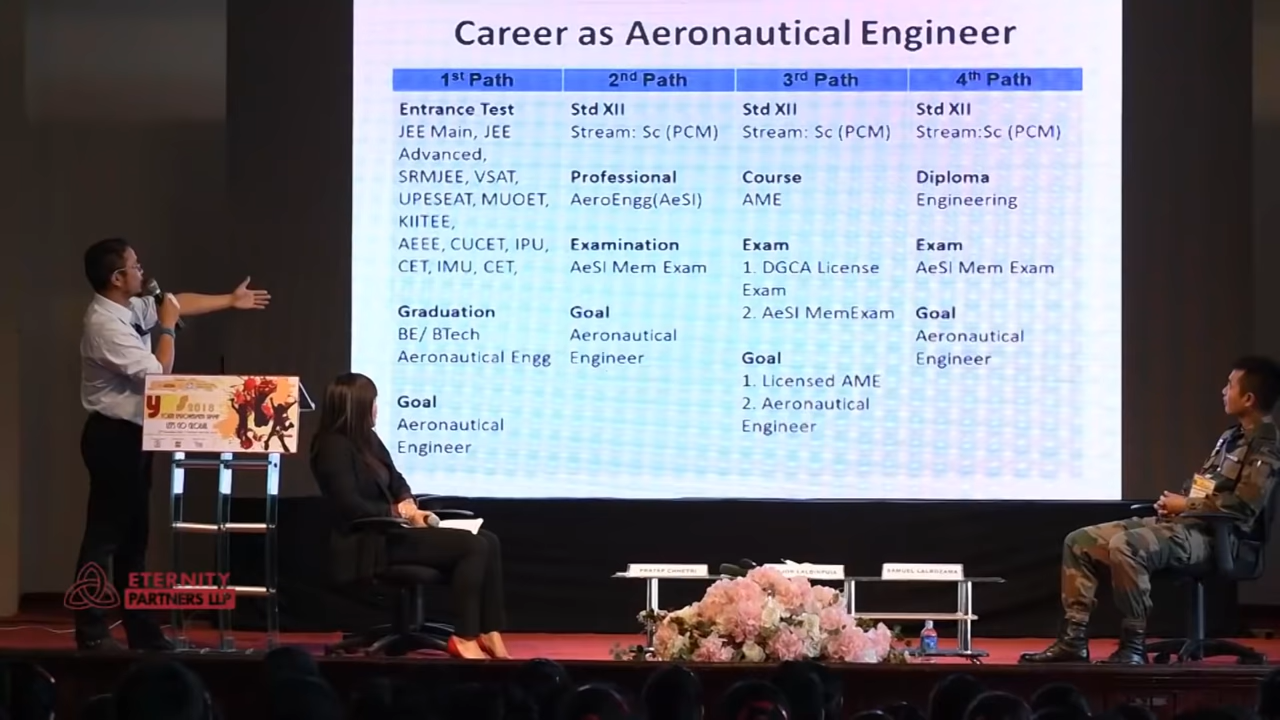 Career as Aeronautical Engineer
1st Path
2nd Path
3rd Path
4th Path
Entrance Test
JEE Main, JEE
Advanced,
SRMJEE, VSAT,
UPESEAT, MUOET,
KIITEE,
AEEE, CUCET, IPU,
CET, IMU, CET,
Graduation
BE/ BTech
Aeronautical Engg
Goal
Aeronautical
Engineer
Std XII
Stream: Sc (PCM)
Professional
AeroEngg(AeSI)
Examination
AeSI Mem Exam
Goal
Aeronautical
Engineer
Std XII
Stream: Sc (PCM)
Course
AME
Exam
1. DGCA License
Exam
2. AeSI MemExam
Goal
1. Licensed AME
2. Aeronautical
Engineer
Std XII
Stream:Sc (PCM)
Diploma
Engineering
Exam
AeSI Mem Exam
Goal
Aeronautical
Engineer
2018
LET'S GO GLOBAL
ETERNITY
PARTNERS LLP
PRATAP CHHETRI
SAMUEL LALROZAMA